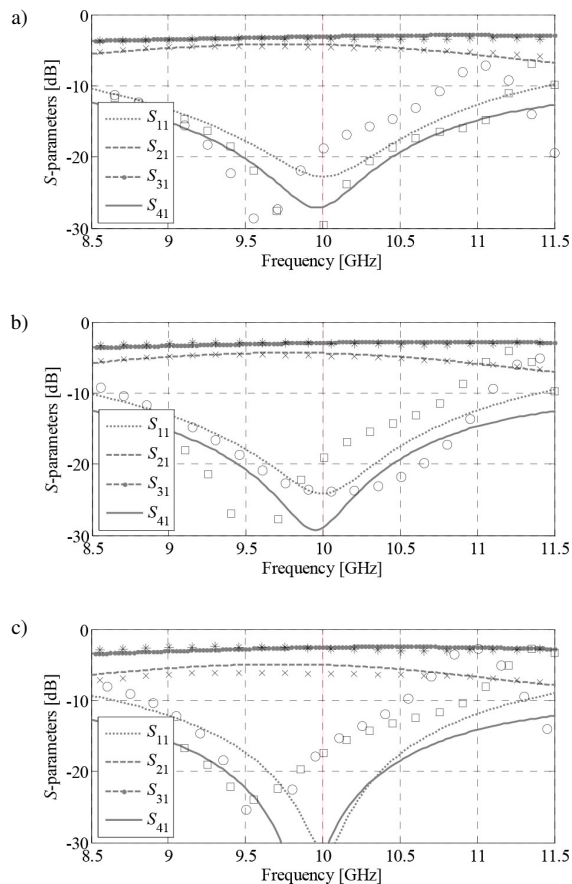 a)
0
-10
-20
-30
S-parameters [dB]
S11
S21
S31
S41
8.5 9 9.5 10 10.5 11 11.5
Frequency [GHz]
b)
0
-10
-20
-30
S-parameters [dB]
S11
S21
S31
S41
8.5 9 9.5 10 10.5 11 11.5
Frequency [GHz]
c)
0
-10
-20
-30
S-parameters [dB]
S11
S21
S31
S41
8.5 9 9.5 10 10.5 11 11.5
Frequency [GHz]